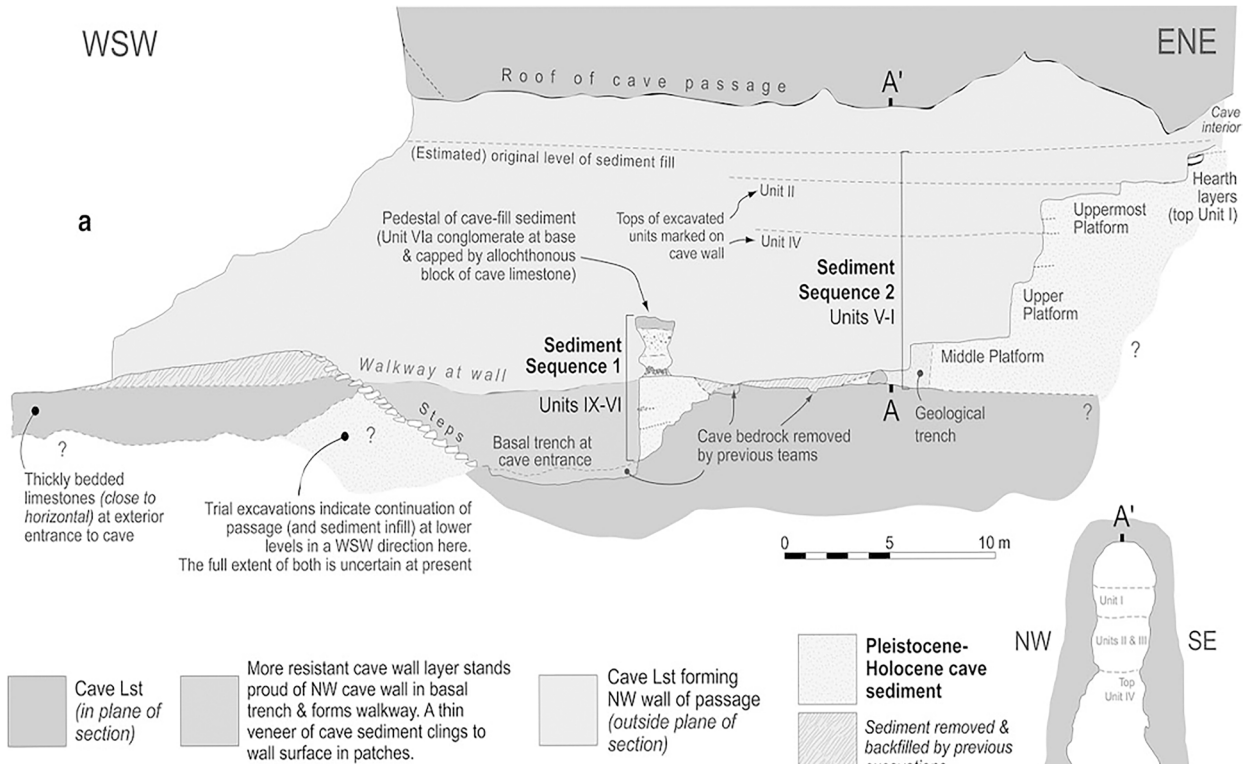 WSW
ENE
Roof of cave passage
A'
Cave
interior
(Estimated) original level of sediment fill
Unit II
Hearth
layers
(top Unit I)
a
Pedestal of cave-fill sediment
(Unit VIa conglomerate at base
& capped by allochthonous
block of cave limestone)
Tops of excavated
units marked on
cave wall
Unit IV
Uppermost
Platform
Sediment
Sequence 2
Units V-I
Upper
Platform
?
Sediment
Sequence 1
Units IX-VI
Walkway at wall
Middle Platform
Steps
A
Geological
trench
?
?
?
Basal trench at
cave entrance
Cave bedrock removed
by previous teams
Thickly bedded
limestones (close to
horizontal) at exterior
entrance to cave
Trial excavations indicate continuation of
passage (and sediment infill) at lower
levels in a WSW direction here.
The full extent of both is uncertain at present
0 5 10 m
A'
Unit I
NW
Units II & III
SE
Top
Unit IV
Cave Lst
(in plane of
section)
More resistant cave wall layer stands
proud of NW cave wall in basal
trench & forms walkway. A thin
veneer of cave sediment clings to
wall surface in patches.
Cave Lst forming
NW wall of passage
(outside plane of
section)
Pleistocene-
Holocene cave
sediment
Sediment removed &
backfilled by previous